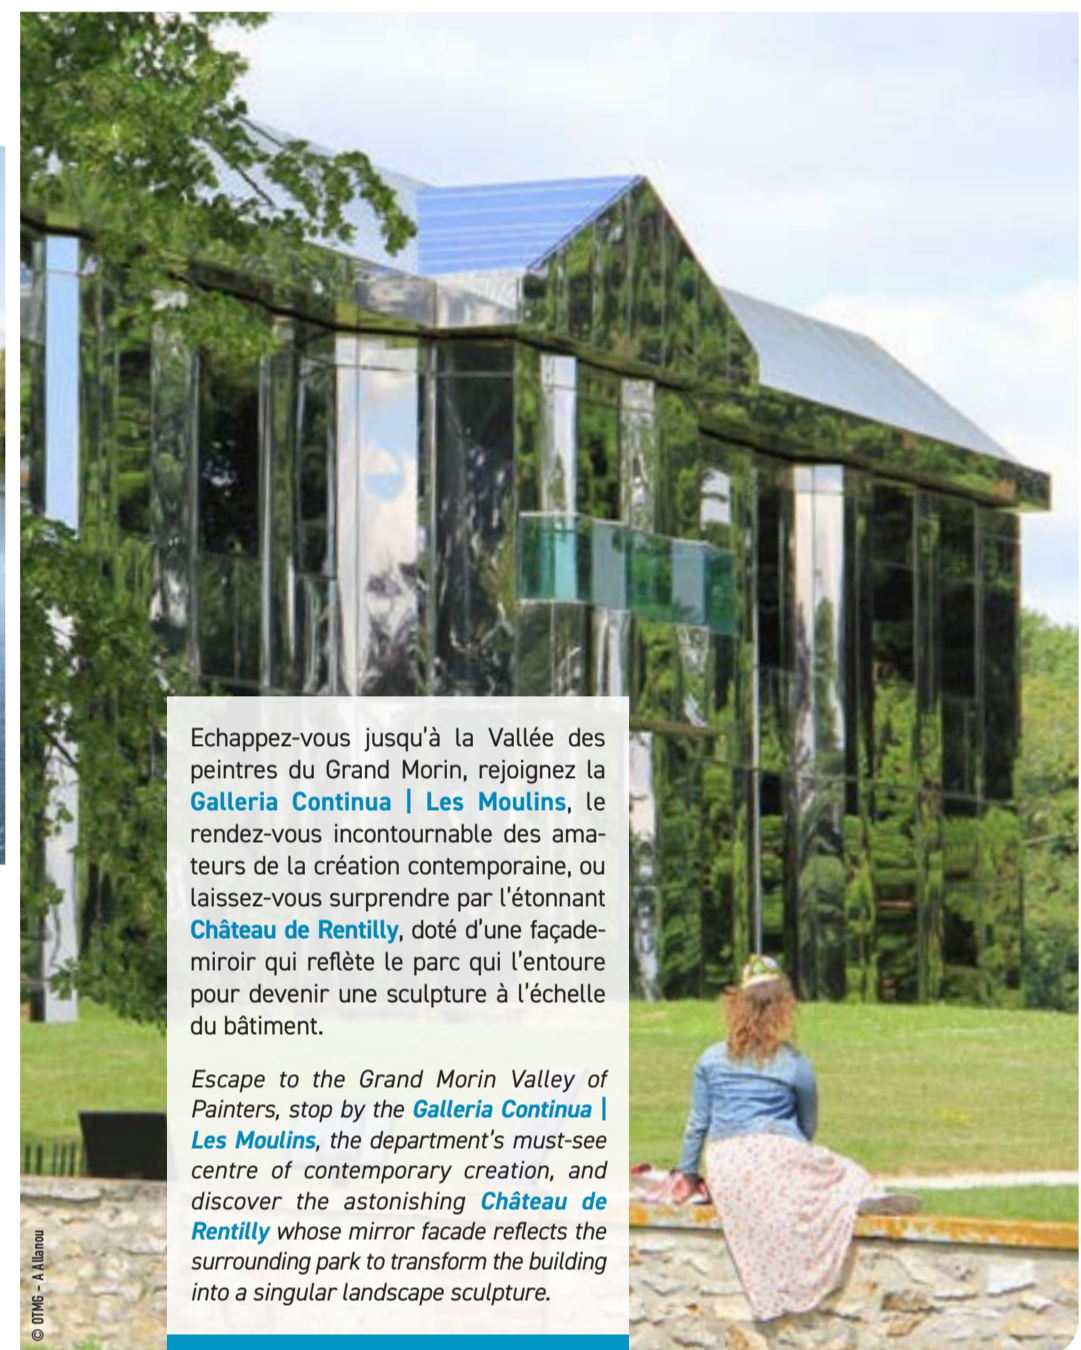 Echappez-vous jusqu'à la Vallée des
peintres du Grand Morin, rejoignez la
Galleria Continua | Les Moulins, le
rendez-vous incontournable des ama-
teurs de la création contemporaine, ou
laissez-vous surprendre par l'étonnant
Château de Rentilly, doté d'une façade-
miroir qui reflète le parc qui l'entoure
pour devenir une sculpture à l'échelle
du bâtiment.
Escape to the Grand Morin Valley of
Painters, stop by the Galleria Continua |
Les Moulins, the department's must-see
centre of contemporary creation, and
discover the astonishing Château de
Rentilly whose mirror facade reflects the
surrounding park to transform the building
into a singular landscape sculpture.
© OTMG - A Allanou